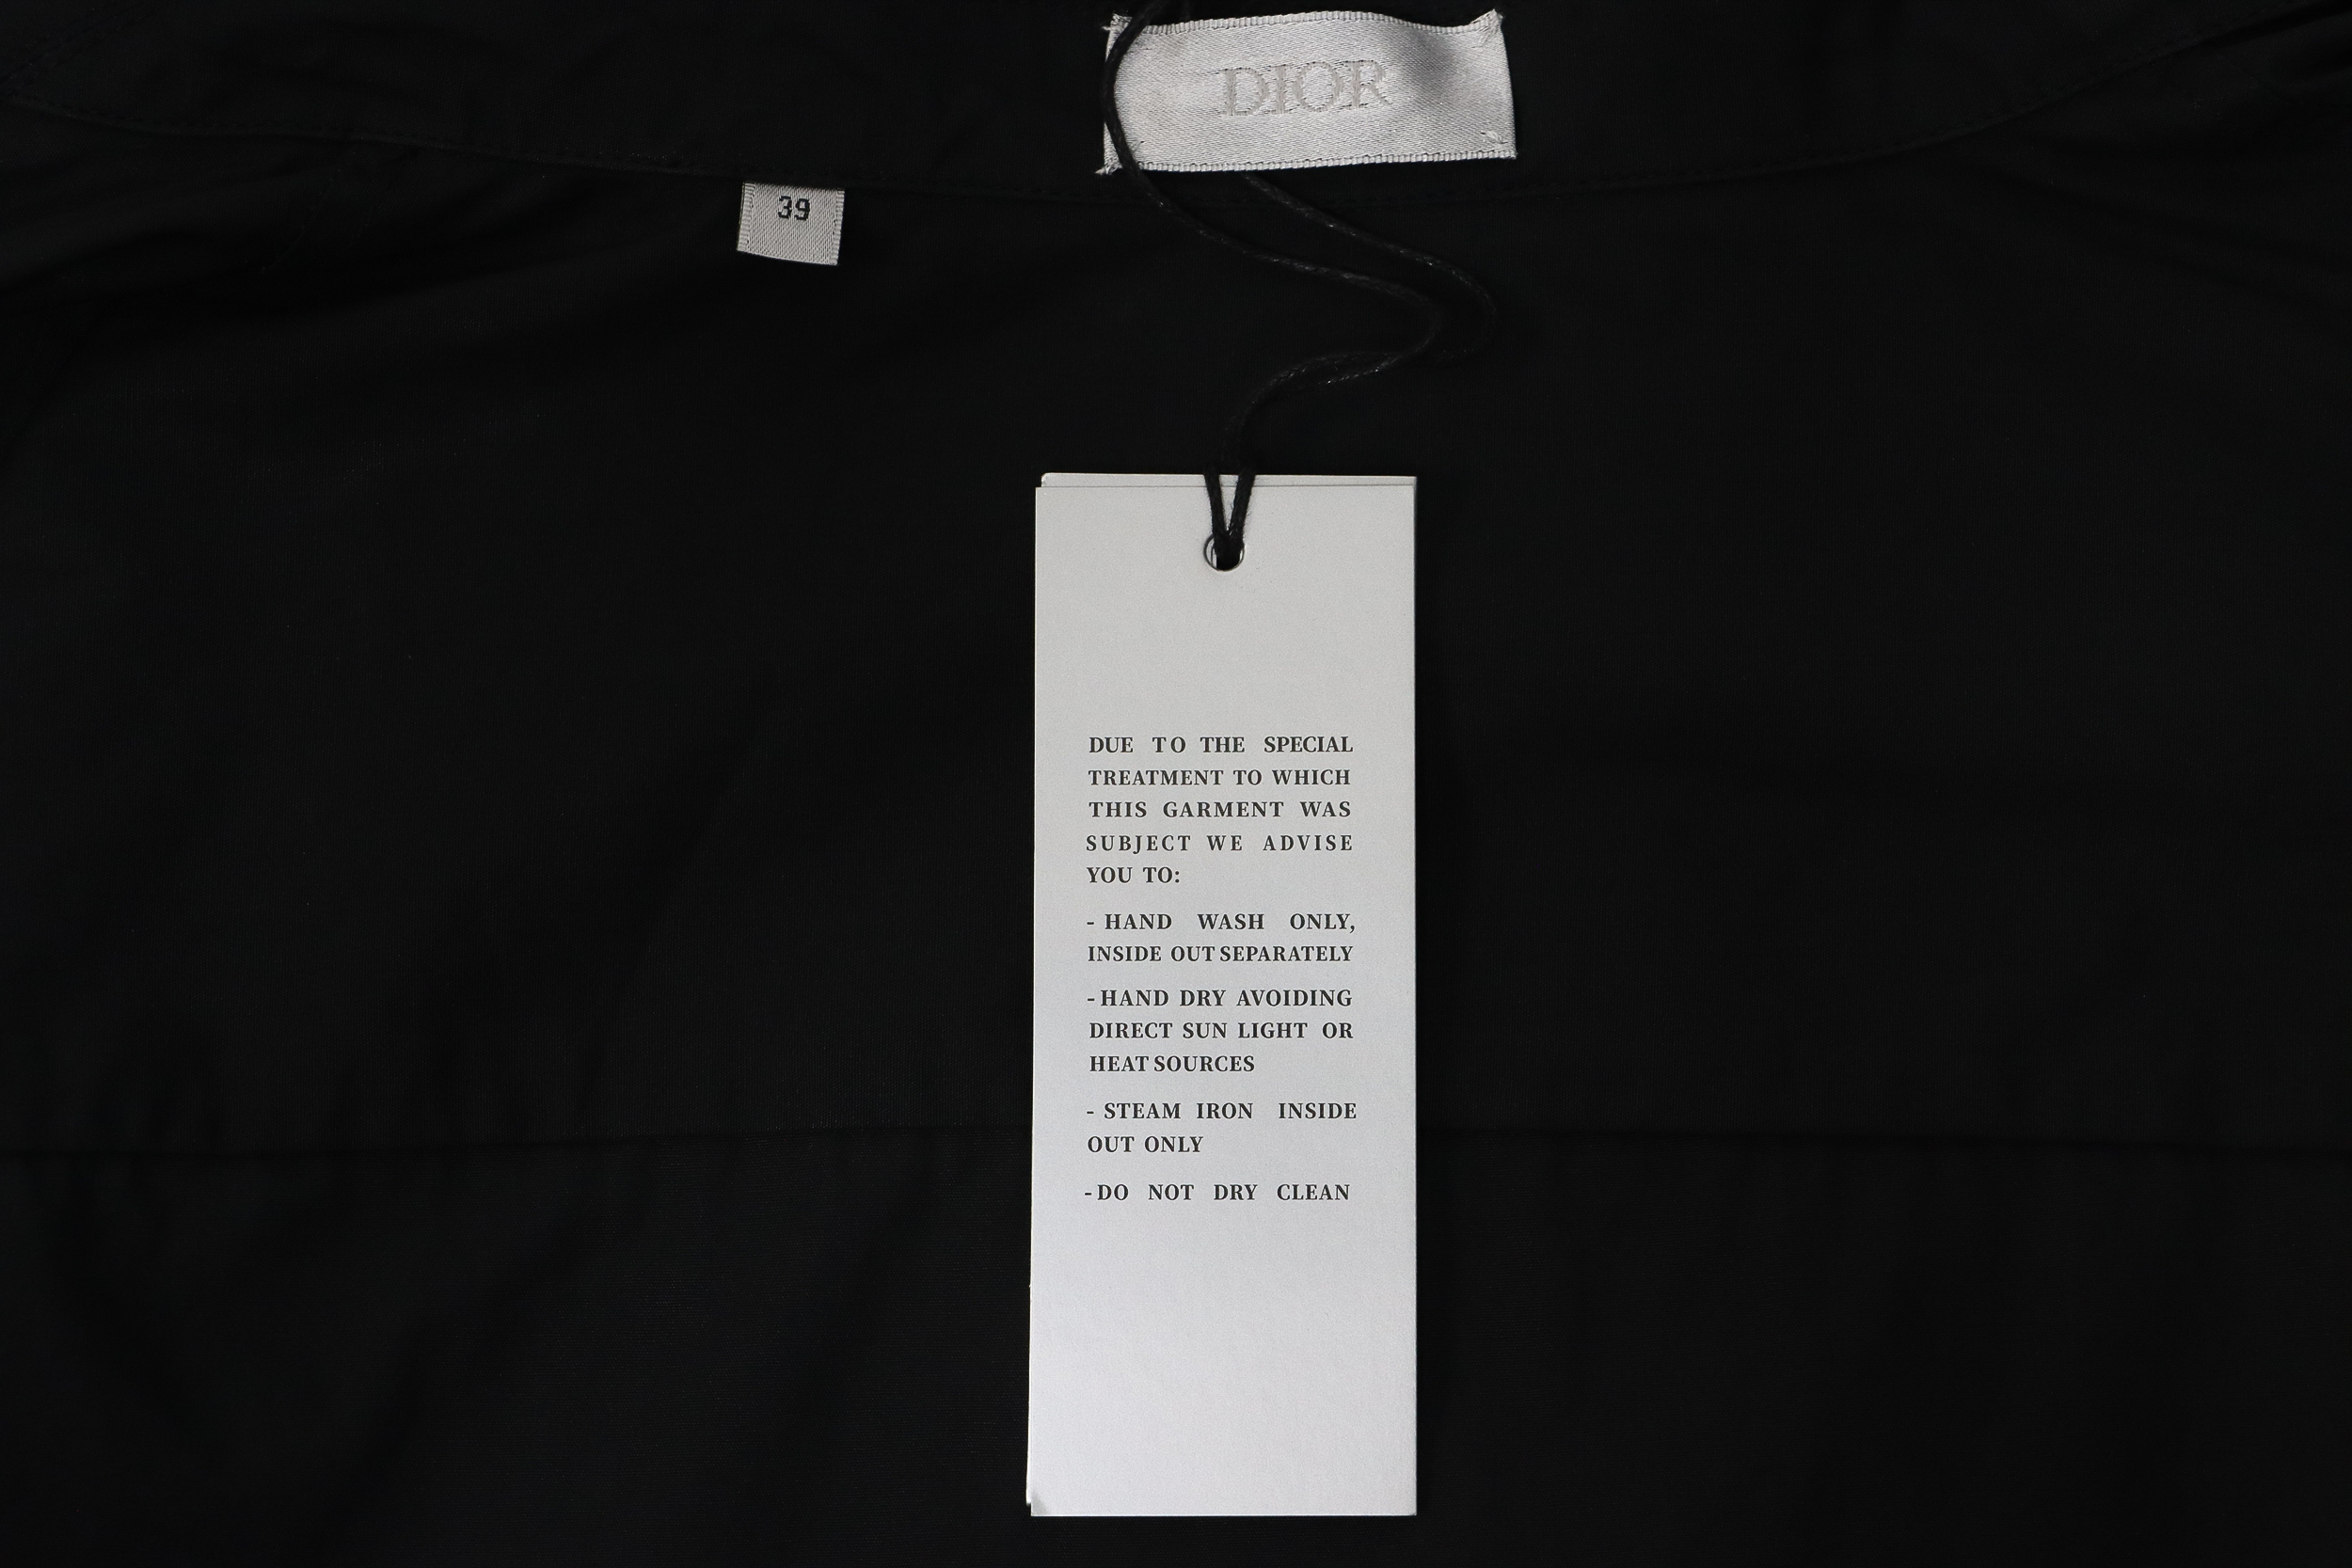 DIOR
39
DUE TO THE SPECIAL
TREATMENT TO WHICH
THIS GARMENT WAS
SUBJECT WE ADVISE
YOU TO:
- HAND WASH ONLY,
INSIDE OUT SEPARATELY
- HAND DRY AVOIDING
DIRECT SUN LIGHT OR
HEAT SOURCES
- STEAM IRON INSIDE
OUT ONLY
- DO NOT DRY CLEAN